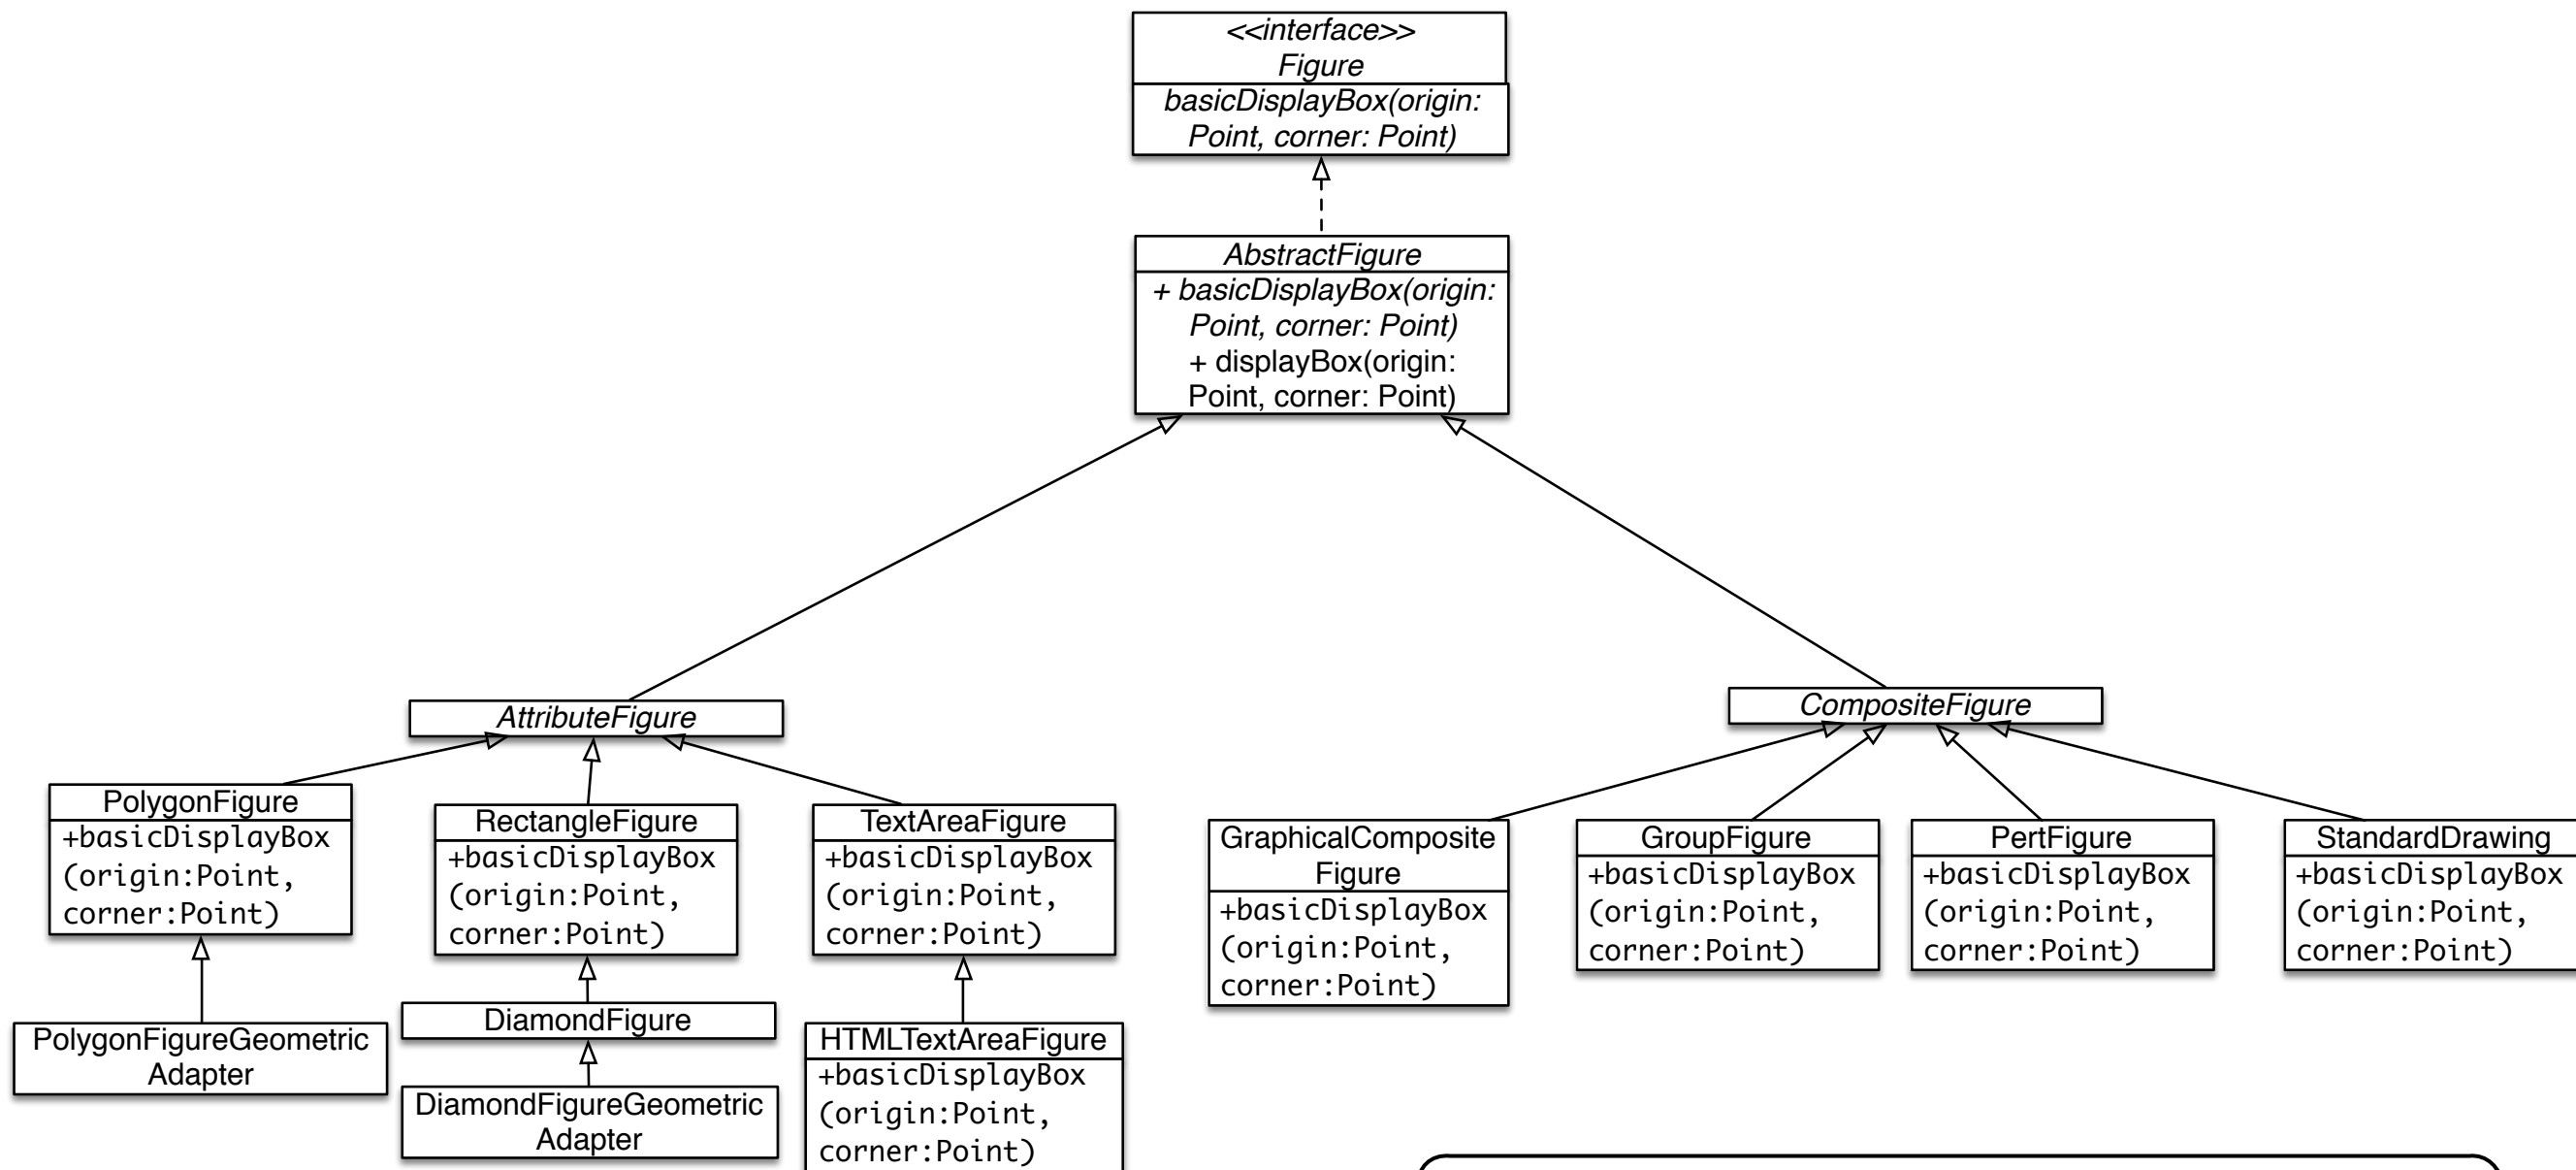 <<interface>>
Figure
basicDisplayBox(origin:
Point, corner: Point)
AbstractFigure
+ basicDisplayBox(origin:
Point, corner: Point)
+ displayBox(origin:
Point, corner: Point)
AttributeFigure
CompositeFigure
PolygonFigure
+basicDisplayBox
(origin:Point,
corner:Point)
RectangleFigure
+basicDisplayBox
(origin:Point,
corner:Point)
TextAreaFigure
+basicDisplayBox
(origin:Point,
corner:Point)
GraphicalComposite
Figure
+basicDisplayBox
(origin:Point,
corner:Point)
GroupFigure
+basicDisplayBox
(origin:Point,
corner:Point)
PertFigure
+basicDisplayBox
(origin:Point,
corner:Point)
StandardDrawing
+basicDisplayBox
(origin:Point,
corner:Point)
PolygonFigureGeometric
Adapter
DiamondFigure
DiamondFigureGeometric
Adapter
HTMLTextAreaFigure
+basicDisplayBox
(origin:Point,
corner:Point)